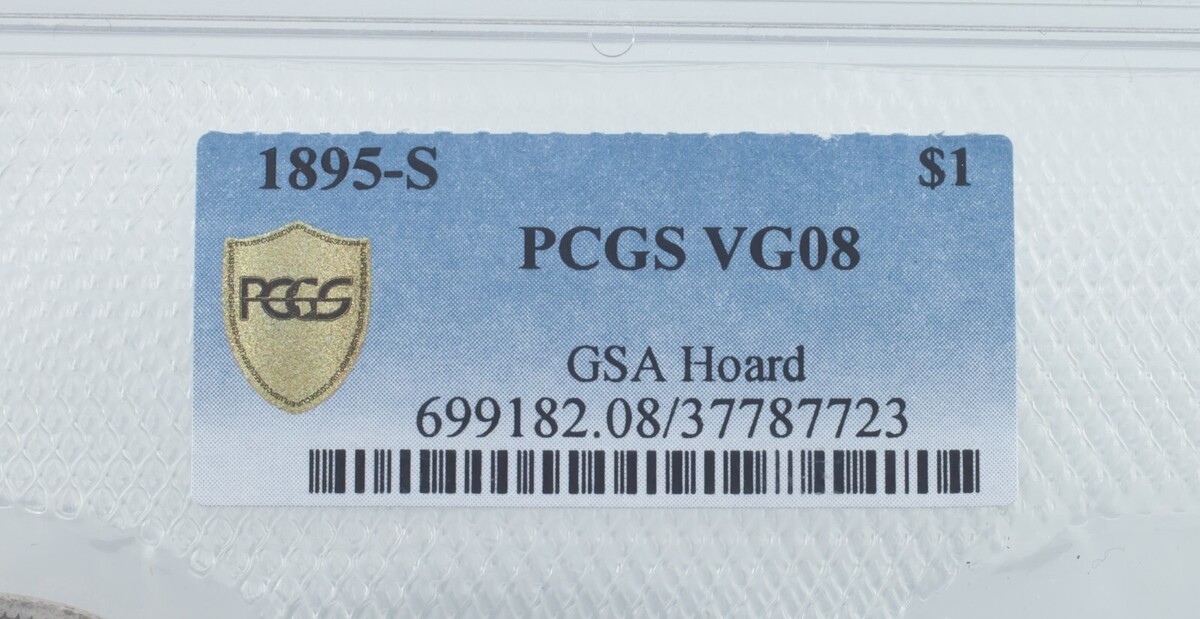 1895-S $1
PCGS VG08
PCGS
GSA Hoard
699182.08/37787723